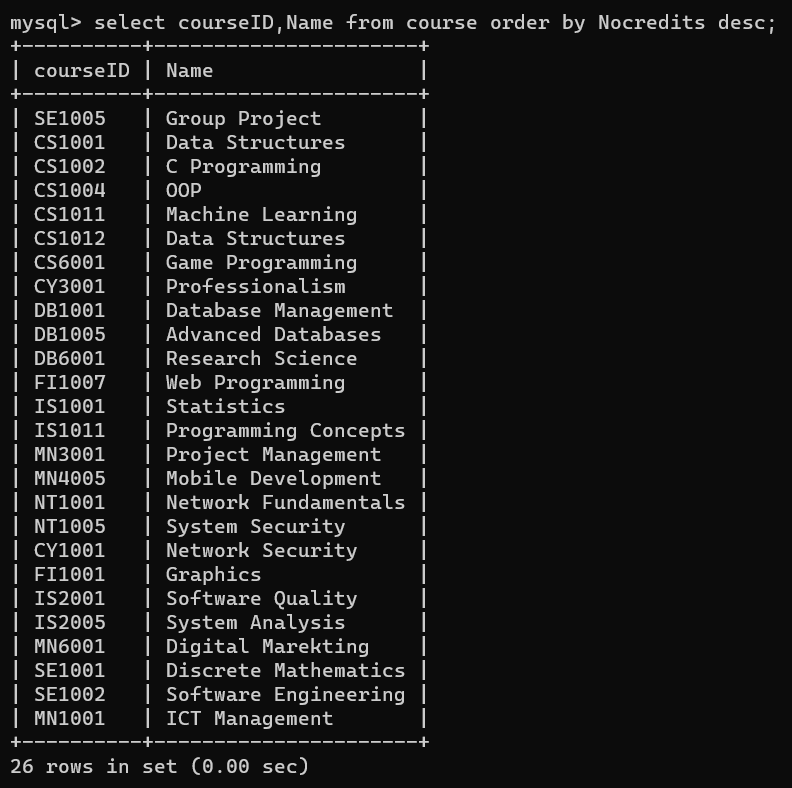 mysql> select courseID,Name from course order by Nocredits desc;
+----------+----------------------+
| courseID | Name                 |
+----------+----------------------+
| SE1005   | Group Project        |
| CS1001   | Data Structures      |
| CS1002   | C Programming        |
| CS1004   | OOP                  |
| CS1011   | Machine Learning     |
| CS1012   | Data Structures      |
| CS6001   | Game Programming     |
| CY3001   | Professionalism      |
| DB1001   | Database Management  |
| DB1005   | Advanced Databases   |
| DB6001   | Research Science     |
| FI1007   | Web Programming      |
| IS1001   | Statistics           |
| IS1011   | Programming Concepts |
| MN3001   | Project Management   |
| MN4005   | Mobile Development   |
| NT1001   | Network Fundamentals |
| NT1005   | System Security      |
| CY1001   | Network Security     |
| FI1001   | Graphics             |
| IS2001   | Software Quality     |
| IS2005   | System Analysis      |
| MN6001   | Digital Marekting    |
| SE1001   | Discrete Mathematics |
| SE1002   | Software Engineering |
| MN1001   | ICT Management       |
+----------+----------------------+
26 rows in set (0.00 sec)